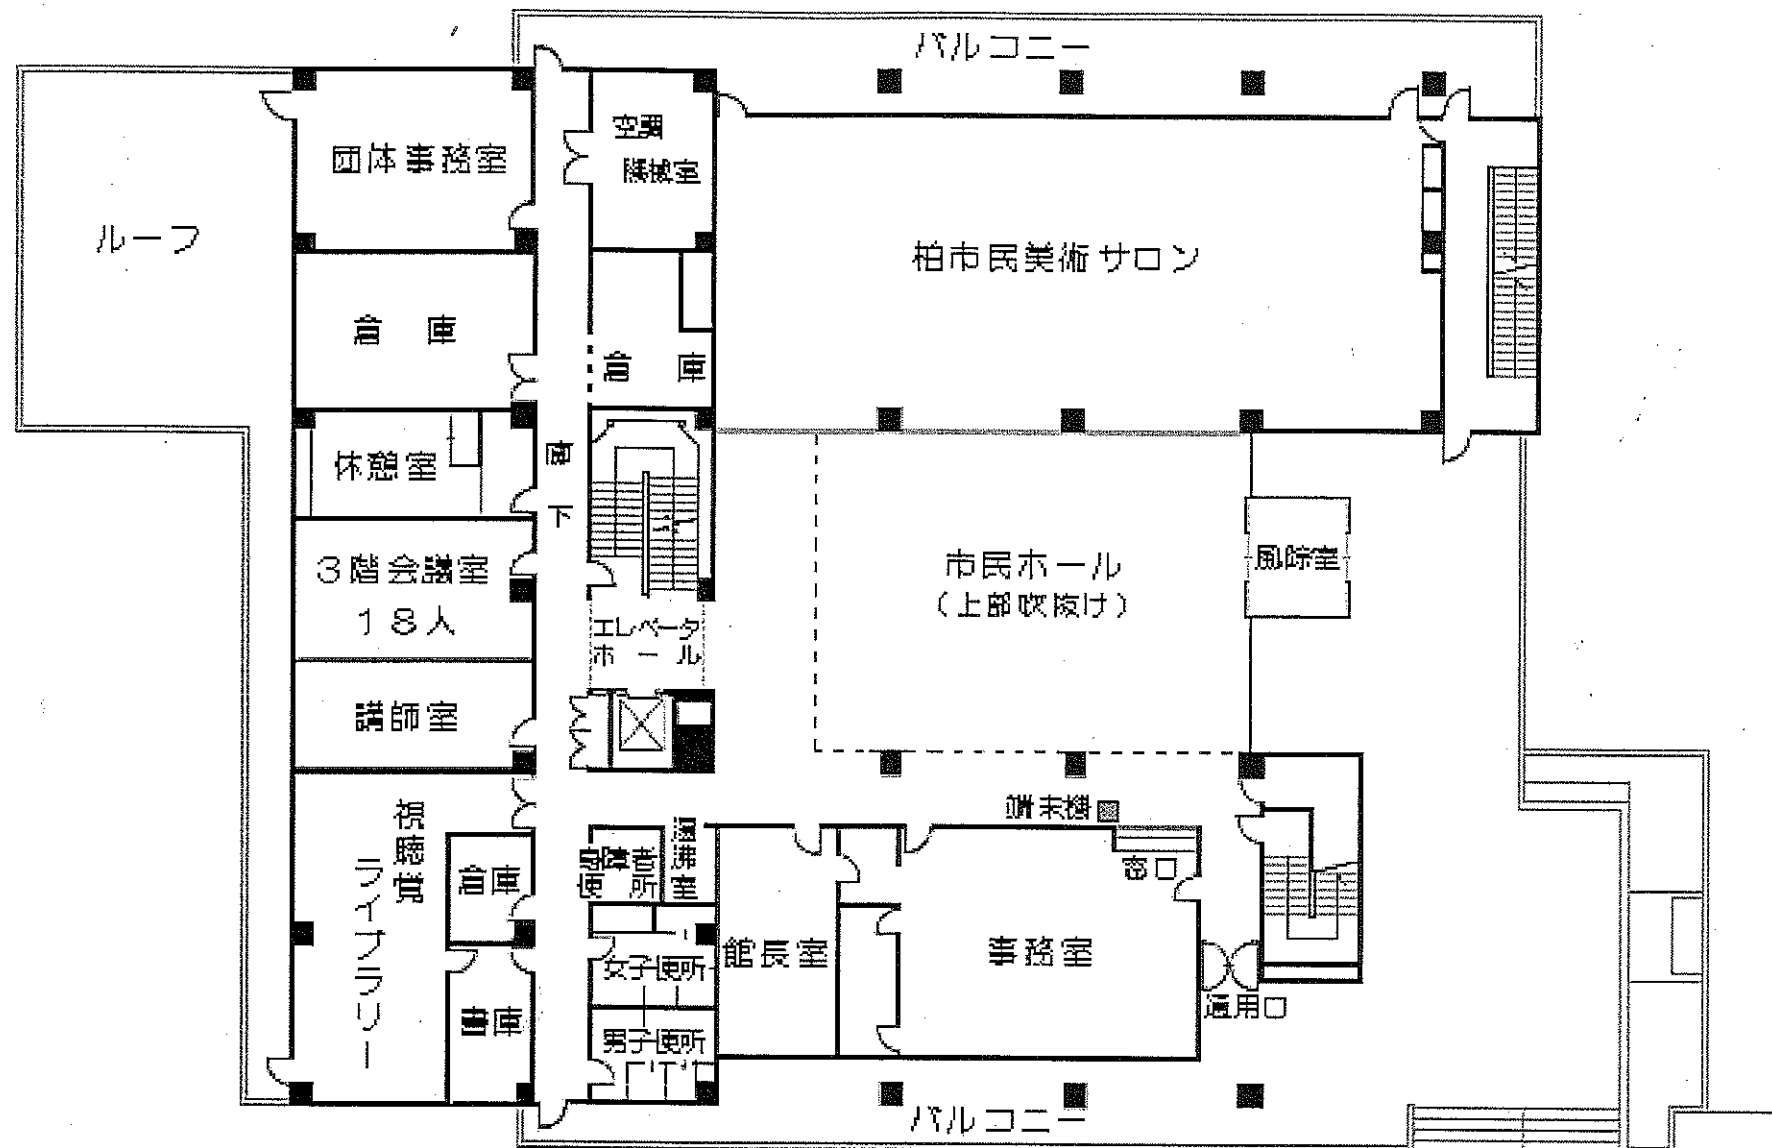 バルコニー
空調
機械室
団体事務室
ルーフ
柏市民美術サロン
倉 庫
倉 庫
廊
下
休憩室
3階会議室
18人
市民ホール
(上部吹抜け)
風除室
エレベータ
ホール
講師室
端末機
視聴覚
ライブラリー
倉庫
障害者
便 所
湯沸室
窓口
館長室
事務室
女子便所
書庫
通用口
男子便所
バルコニー